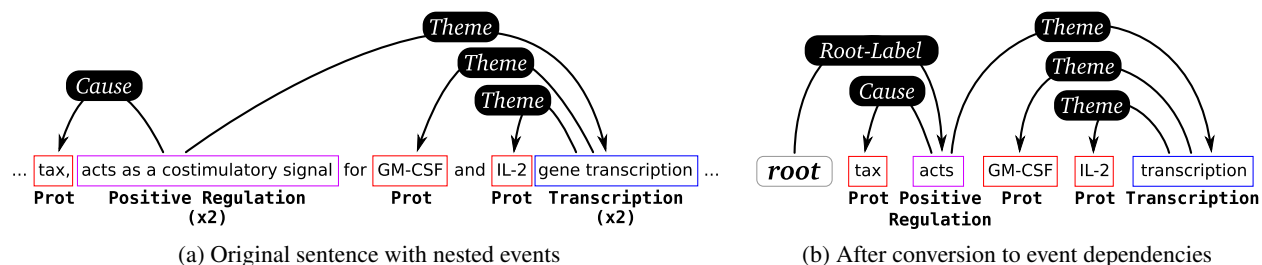 Theme
Theme
Theme
Cause
... tax, acts as a costimulatory signal for GM-CSF and IL-2 gene transcription ...
Prot Positive Regulation Prot Prot Transcription
(x2) (x2)
(a) Original sentence with nested events
Theme
Root-Label
Theme
Cause
Theme
root tax acts GM-CSF IL-2 transcription
Prot Positive Prot Prot Transcription
Regulation
(b) After conversion to event dependencies